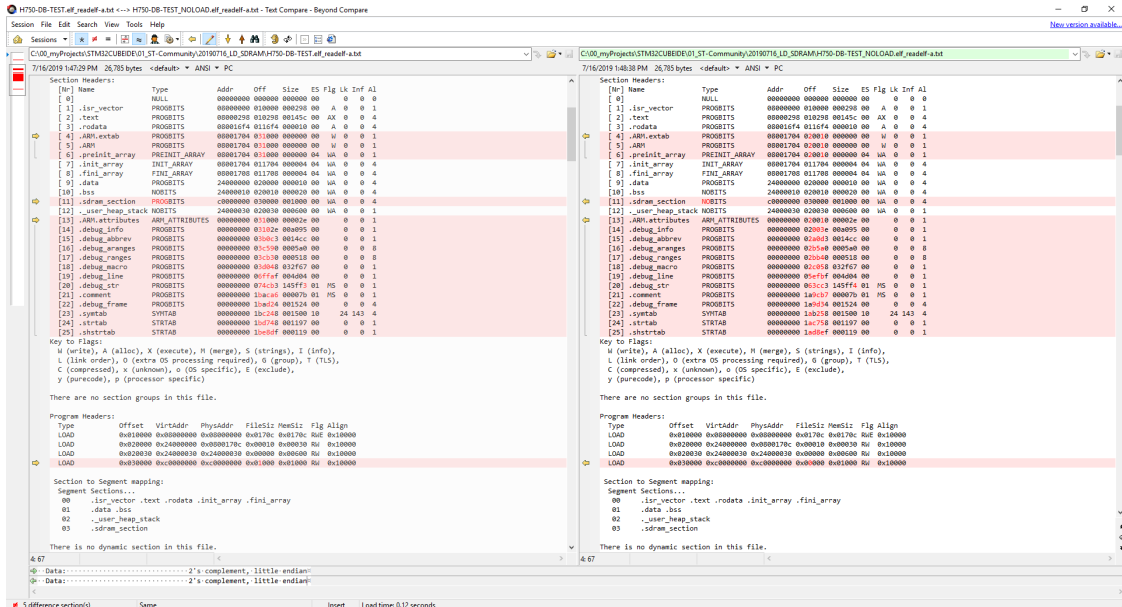 H750-DB-TEST.elf_readelf-a.txt <--> H750-DB-TEST_NOLOAD.elf_readelf-a.txt - Text Compare - Beyond Compare
Session File Edit Search View Tools Help
New version available...
C:\00_myProjects\STM32CUBEIDE\01_ST-Community\20190716_LD_SDRAM\H750-DB-TEST.elf_readelf-a.txt
7/16/2019 1:47:29 PM 26,785 bytes <default> ANSI PC
Section Headers:
[Nr] Name Type Addr Off Size ES Flg Lk Inf Al
[ 0] NULL 00000000 000000 000000 00 0 0 0
[ 1] .isr_vector PROGBITS 08000000 010000 000298 00 A 0 0 1
[ 2] .text PROGBITS 08000298 010298 00145c 00 AX 0 0 4
[ 3] .rodata PROGBITS 080016f4 0116f4 000010 00 A 0 0 4
[ 4] .ARM.extab PROGBITS 08001704 031000 000000 00 W 0 0 1
[ 5] .ARM PROGBITS 08001704 031000 000000 00 W 0 0 1
[ 6] .preinit_array PREINIT_ARRAY 08001704 031000 000000 04 WA 0 0 1
[ 7] .init_array INIT_ARRAY 08001704 011704 000004 04 WA 0 0 4
[ 8] .fini_array FINI_ARRAY 08001708 011708 000004 04 WA 0 0 4
[ 9] .data PROGBITS 24000000 020000 000010 00 WA 0 0 4
[10] .bss NOBITS 24000010 020010 000020 00 WA 0 0 4
[11] .sdram_section PROGBITS c0000000 030000 001000 00 WA 0 0 4
[12] ._user_heap_stack NOBITS 24000030 020030 000600 00 WA 0 0 1
[13] .ARM.attributes ARM_ATTRIBUTES 00000000 031000 00002e 00 0 0 1
[14] .debug_info PROGBITS 00000000 03102e 00a095 00 0 0 1
[15] .debug_abbrev PROGBITS 00000000 03b0c3 0014cc 00 0 0 1
[16] .debug_aranges PROGBITS 00000000 03c590 0005a0 00 0 0 8
[17] .debug_ranges PROGBITS 00000000 03cb30 000518 00 0 0 8
[18] .debug_macro PROGBITS 00000000 03d048 032f67 00 0 0 1
[19] .debug_line PROGBITS 00000000 06ffaf 004d04 00 0 0 1
[20] .debug_str PROGBITS 00000000 074cb3 145ff3 01 MS 0 0 1
[21] .comment PROGBITS 00000000 1baca6 00007b 01 MS 0 0 1
[22] .debug_frame PROGBITS 00000000 1bad24 001524 00 0 0 4
[23] .symtab SYMTAB 00000000 1bc248 001500 10 24 143 4
[24] .strtab STRTAB 00000000 1bd748 001197 00 0 0 1
[25] .shstrtab STRTAB 00000000 1be8df 000119 00 0 0 1
Key to Flags:
W (write), A (alloc), X (execute), M (merge), S (strings), I (info),
L (link order), O (extra OS processing required), G (group), T (TLS),
C (compressed), x (unknown), o (OS specific), E (exclude),
y (purecode), p (processor specific)
There are no section groups in this file.
Program Headers:
Type Offset VirtAddr PhysAddr FileSiz MemSiz Flg Align
LOAD 0x010000 0x08000000 0x08000000 0x0170c 0x0170c RWE 0x10000
LOAD 0x020000 0x24000000 0x0800170c 0x00010 0x00030 RW 0x10000
LOAD 0x020030 0x24000030 0x24000030 0x00000 0x00600 RW 0x10000
LOAD 0x030000 0xc0000000 0xc0000000 0x01000 0x01000 RW 0x10000
Section to Segment mapping:
Segment Sections...
00 .isr_vector .text .rodata .init_array .fini_array
01 .data .bss
02 ._user_heap_stack
03 .sdram_section
There is no dynamic section in this file.
4: 67
C:\00_myProjects\STM32CUBEIDE\01_ST-Community\20190716_LD_SDRAM\H750-DB-TEST_NOLOAD.elf_readelf-a.txt
7/16/2019 1:48:38 PM 26,785 bytes <default> ANSI PC
Section Headers:
[Nr] Name Type Addr Off Size ES Flg Lk Inf Al
[ 0] NULL 00000000 000000 000000 00 0 0 0
[ 1] .isr_vector PROGBITS 08000000 010000 000298 00 A 0 0 1
[ 2] .text PROGBITS 08000298 010298 00145c 00 AX 0 0 4
[ 3] .rodata PROGBITS 080016f4 0116f4 000010 00 A 0 0 4
[ 4] .ARM.extab PROGBITS 08001704 020010 000000 00 W 0 0 1
[ 5] .ARM PROGBITS 08001704 020010 000000 00 W 0 0 1
[ 6] .preinit_array PREINIT_ARRAY 08001704 020010 000000 04 WA 0 0 1
[ 7] .init_array INIT_ARRAY 08001704 011704 000004 04 WA 0 0 4
[ 8] .fini_array FINI_ARRAY 08001708 011708 000004 04 WA 0 0 4
[ 9] .data PROGBITS 24000000 020000 000010 00 WA 0 0 4
[10] .bss NOBITS 24000010 020010 000020 00 WA 0 0 4
[11] .sdram_section NOBITS c0000000 030000 001000 00 WA 0 0 4
[12] ._user_heap_stack NOBITS 24000030 020030 000600 00 WA 0 0 1
[13] .ARM.attributes ARM_ATTRIBUTES 00000000 020010 00002e 00 0 0 1
[14] .debug_info PROGBITS 00000000 02003e 00a095 00 0 0 1
[15] .debug_abbrev PROGBITS 00000000 02a0d3 0014cc 00 0 0 1
[16] .debug_aranges PROGBITS 00000000 02b5a0 0005a0 00 0 0 8
[17] .debug_ranges PROGBITS 00000000 02bb40 000518 00 0 0 8
[18] .debug_macro PROGBITS 00000000 02c058 032f67 00 0 0 1
[19] .debug_line PROGBITS 00000000 05efbf 004d04 00 0 0 1
[20] .debug_str PROGBITS 00000000 063cc3 145ff4 01 MS 0 0 1
[21] .comment PROGBITS 00000000 1a9cb7 00007b 01 MS 0 0 1
[22] .debug_frame PROGBITS 00000000 1a9d34 001524 00 0 0 4
[23] .symtab SYMTAB 00000000 1ab258 001500 10 24 143 4
[24] .strtab STRTAB 00000000 1ac758 001197 00 0 0 1
[25] .shstrtab STRTAB 00000000 1ad8ef 000119 00 0 0 1
Key to Flags:
W (write), A (alloc), X (execute), M (merge), S (strings), I (info),
L (link order), O (extra OS processing required), G (group), T (TLS),
C (compressed), x (unknown), o (OS specific), E (exclude),
y (purecode), p (processor specific)
There are no section groups in this file.
Program Headers:
Type Offset VirtAddr PhysAddr FileSiz MemSiz Flg Align
LOAD 0x010000 0x08000000 0x08000000 0x0170c 0x0170c RWE 0x10000
LOAD 0x020000 0x24000000 0x0800170c 0x00010 0x00030 RW 0x10000
LOAD 0x020030 0x24000030 0x24000030 0x00000 0x00600 RW 0x10000
LOAD 0x030000 0xc0000000 0xc0000000 0x00000 0x01000 RW 0x10000
Section to Segment mapping:
Segment Sections...
00 .isr_vector .text .rodata .init_array .fini_array
01 .data .bss
02 ._user_heap_stack
03 .sdram_section
There is no dynamic section in this file.
4: 67
Data: 2's complement, little endian
Data: 2's complement, little endian
5 difference section(s) Same Insert Load time: 0.12 seconds